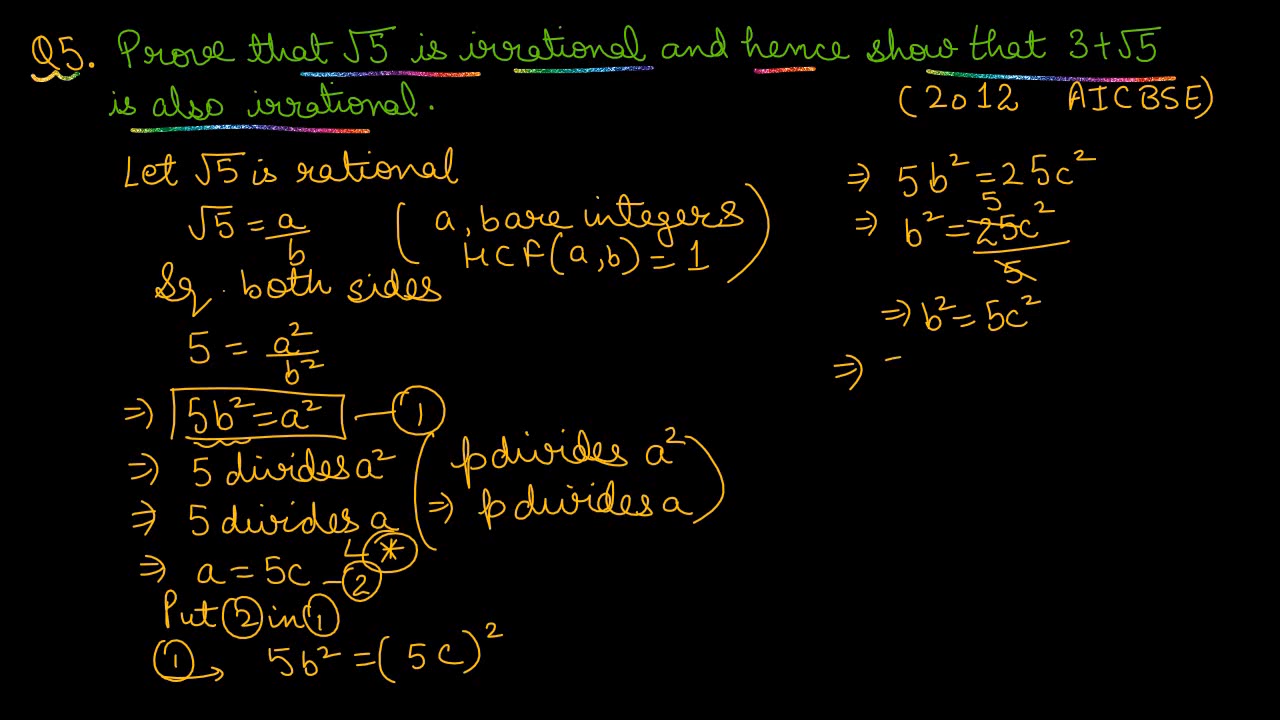 Q5. Prove that √5 is irrational and hence show that 3+√5
is also irrational.
(2012 AICBSE)
Let √5 is rational
√5 = a/b
(a, b are integers
HCF(a,b) = 1)
Sq. both sides
5 = a²/b²
⇒ 5b² = a² — ①
⇒ 5 divides a²
⇒ 5 divides a
(p divides a²
⇒ p divides a)
↳ *
⇒ a = 5c — ②
Put ② in ①
① → 5b² = (5c)²
⇒ 5b² = 25c²
5
⇒ b² = 25c²/5
⇒ b² = 5c²
⇒